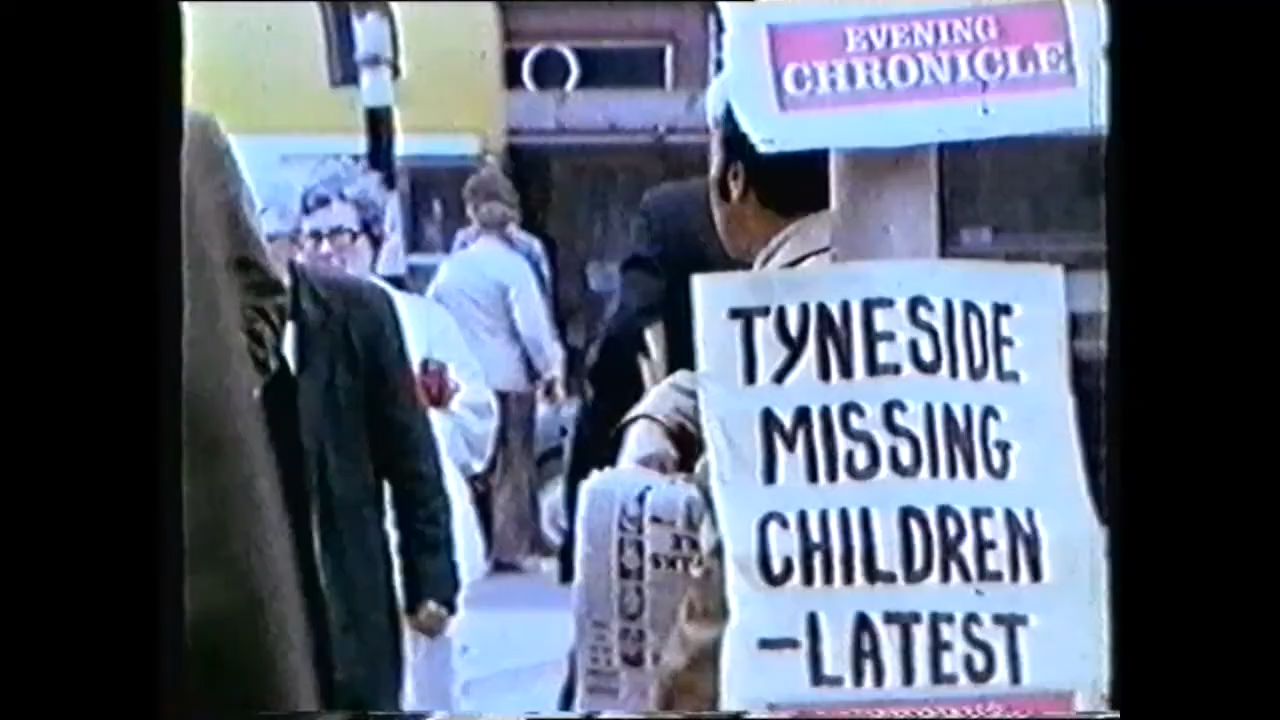 EVENING
CHRONICLE
TYNESIDE
MISSING
CHILDREN
-LATEST